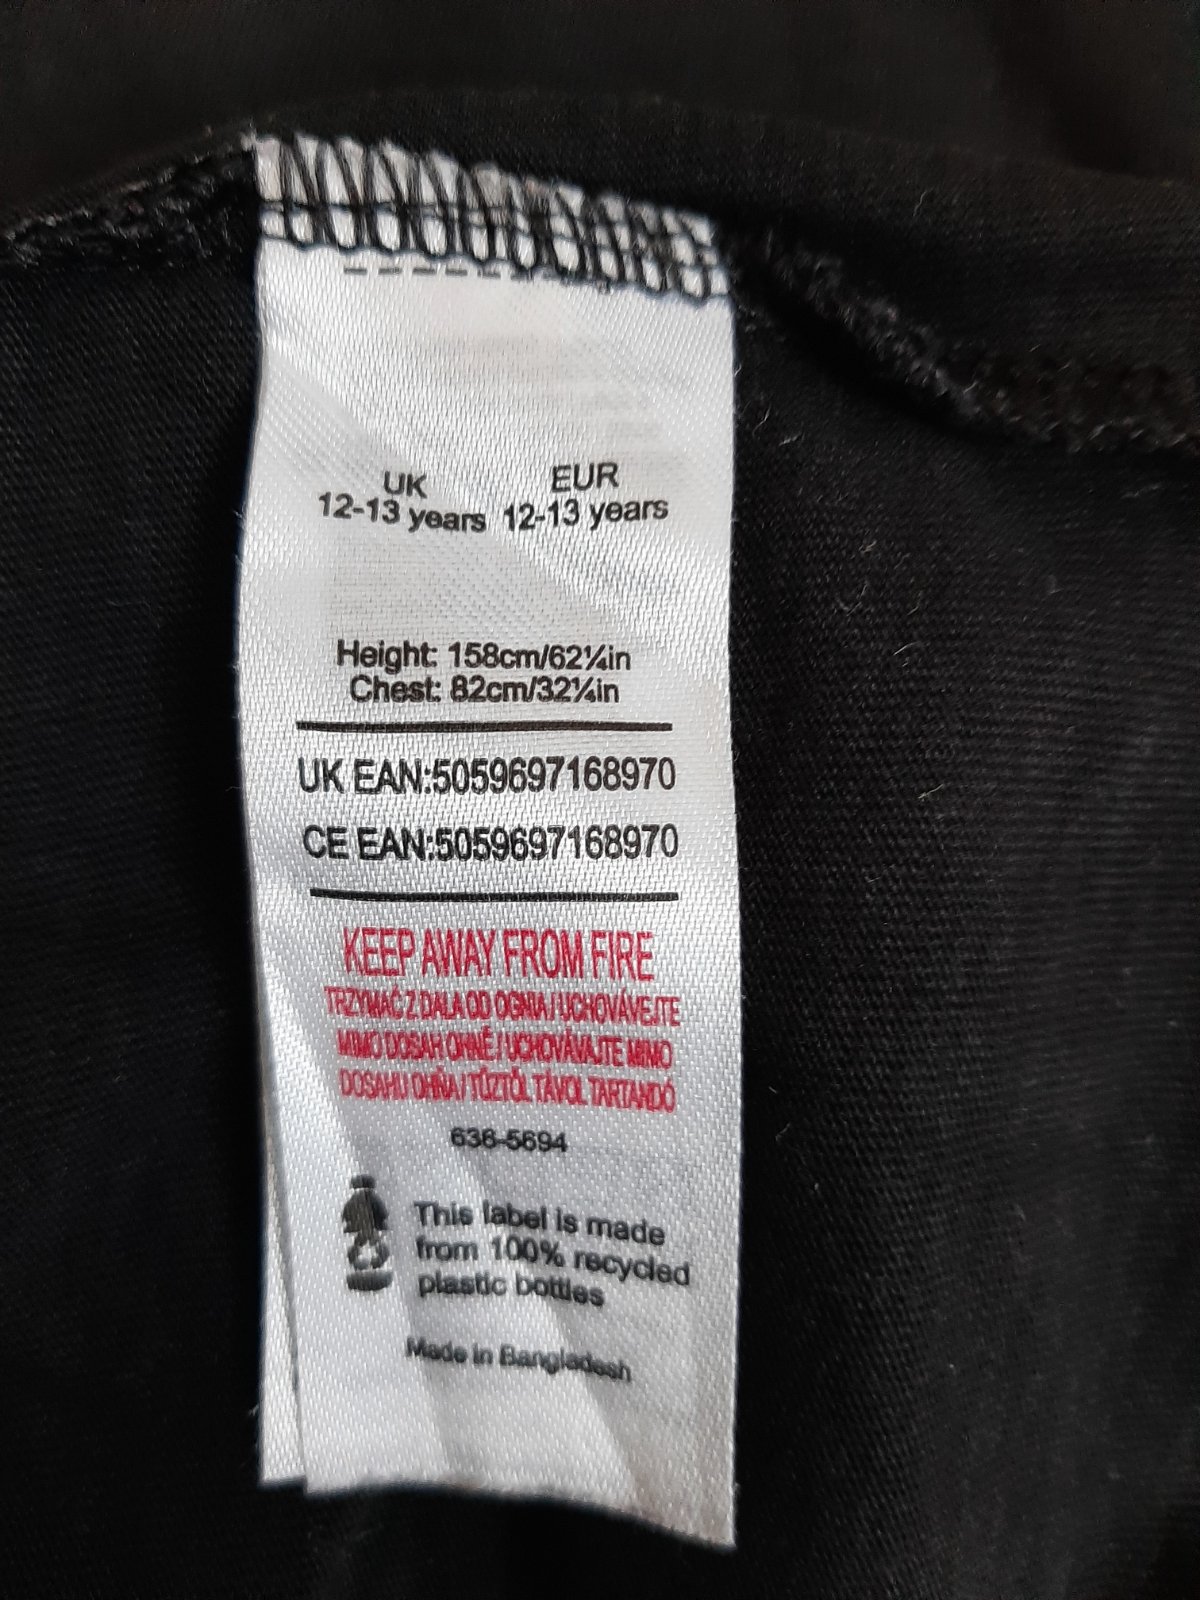 UK EUR
12-13 years 12-13 years
Height: 158cm/62¼in
Chest: 82cm/32¼in
UK EAN:5059697168970
CE EAN:5059697168970
KEEP AWAY FROM FIRE
TRZYMAĆ Z DALA OD OGNIA / UCHOVÁVEJTE
MIMO DOSAH OHNĚ / UCHOVÁVAJTE MIMO
DOSAHU OHŇA / TŰZTŐL TÁVOL TARTANDÓ
636-5694
This label is made
from 100% recycled
plastic bottles
Made in Bangladesh